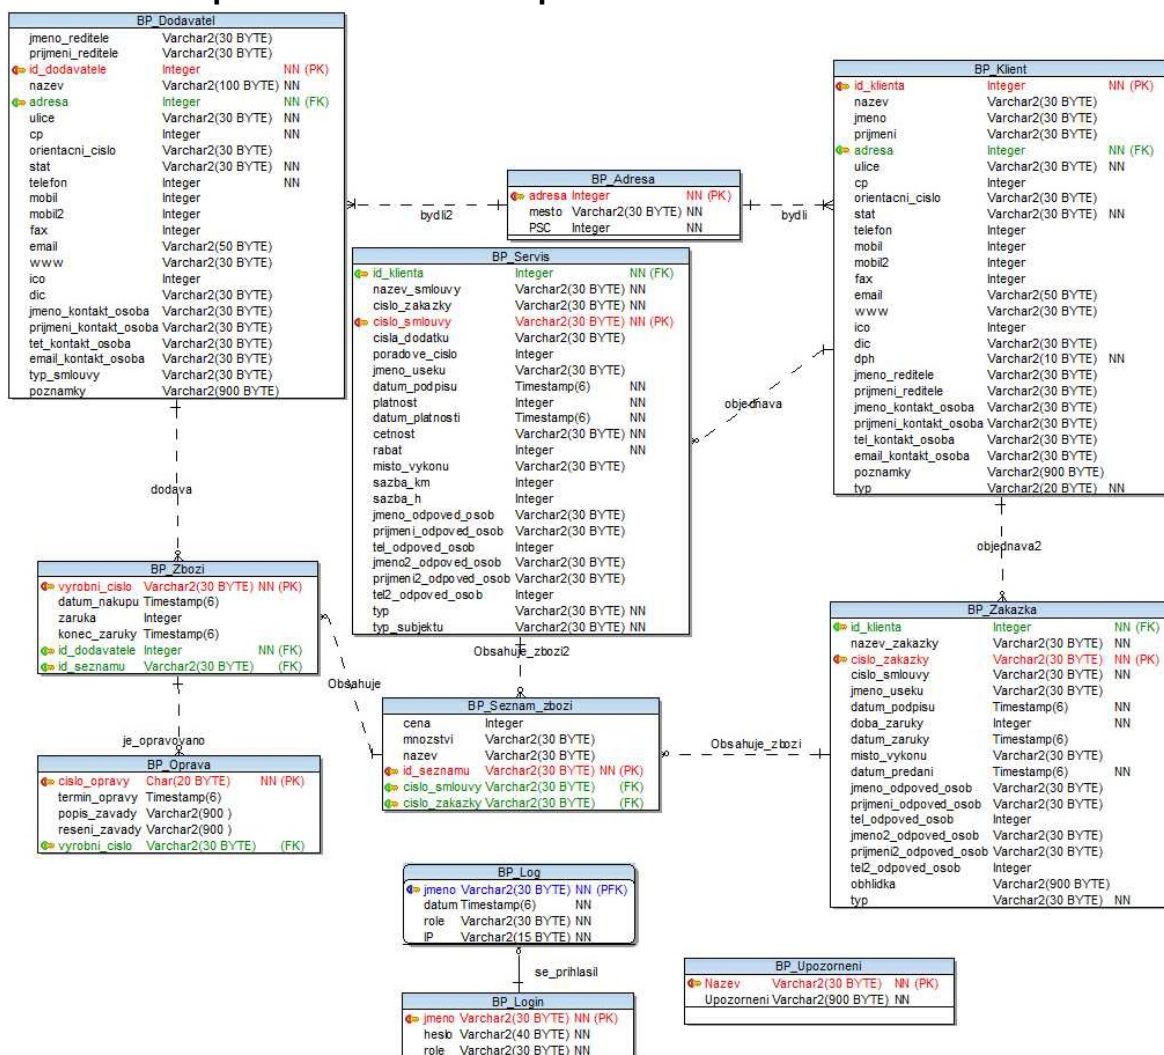 BP_Dodavatel
jmeno_reditele Varchar2(30 BYTE)
prijmeni_reditele Varchar2(30 BYTE)
id_dodavatele Integer NN (PK)
nazev Varchar2(100 BYTE) NN
adresa Integer NN (FK)
ulice Varchar2(30 BYTE) NN
cp Integer NN
orientacni_cislo Varchar2(30 BYTE)
stat Varchar2(30 BYTE) NN
telefon Integer NN
mobil Integer
mobil2 Integer
fax Integer
email Varchar2(50 BYTE)
www Varchar2(30 BYTE)
ico Integer
dic Varchar2(30 BYTE)
jmeno_kontakt_osoba Varchar2(30 BYTE)
prijmeni_kontakt_osoba Varchar2(30 BYTE)
tet_kontakt_osoba Varchar2(30 BYTE)
email_kontakt_osoba Varchar2(30 BYTE)
typ_smlouvy Varchar2(30 BYTE)
poznamky Varchar2(900 BYTE)
bydli2
BP_Adresa
adresa Integer NN (PK)
mesto Varchar2(30 BYTE) NN
PSC Integer NN
bydli
BP_Klient
id_klienta Integer NN (PK)
nazev Varchar2(30 BYTE)
jmeno Varchar2(30 BYTE)
prijmeni Varchar2(30 BYTE)
adresa Integer NN (FK)
ulice Varchar2(30 BYTE) NN
cp Integer
orientacni_cislo Varchar2(30 BYTE)
stat Varchar2(30 BYTE) NN
telefon Integer
mobil Integer
mobil2 Integer
fax Integer
email Varchar2(50 BYTE)
www Varchar2(30 BYTE)
ico Integer
dic Varchar2(30 BYTE)
dph Varchar2(10 BYTE) NN
jmeno_reditele Varchar2(30 BYTE)
prijmeni_reditele Varchar2(30 BYTE)
jmeno_kontakt_osoba Varchar2(30 BYTE)
prijmeni_kontakt_osoba Varchar2(30 BYTE)
tel_kontakt_osoba Varchar2(30 BYTE)
email_kontakt_osoba Varchar2(30 BYTE)
poznamky Varchar2(900 BYTE)
typ Varchar2(20 BYTE) NN
BP_Servis
id_klienta Integer NN (FK)
nazev_smlouvy Varchar2(30 BYTE) NN
cislo_zakazky Varchar2(30 BYTE) NN
cislo_smlouvy Varchar2(30 BYTE) NN (PK)
cisla_dodatku Varchar2(30 BYTE)
poradove_cislo Integer
jmeno_useku Varchar2(30 BYTE)
datum_podpisu Timestamp(6) NN
platnost Integer NN
datum_platnosti Timestamp(6) NN
cetnost Varchar2(30 BYTE) NN
rabat Integer NN
misto_vykonu Varchar2(30 BYTE)
sazba_km Integer
sazba_h Integer
jmeno_odpoved_osob Varchar2(30 BYTE)
prijmeni_odpoved_osob Varchar2(30 BYTE)
tel_odpoved_osob Integer
jmeno2_odpoved_osob Varchar2(30 BYTE)
prijmeni2_odpoved_osob Varchar2(30 BYTE)
tel2_odpoved_osob Integer
typ Varchar2(30 BYTE) NN
typ_subjektu Varchar2(30 BYTE) NN
objednava
dodava
objednava2
BP_Zbozi
vyrobni_cislo Varchar2(30 BYTE) NN (PK)
datum_nakupu Timestamp(6)
zaruka Integer
konec_zaruky Timestamp(6)
id_dodavatele Integer NN (FK)
id_seznamu Varchar2(30 BYTE) (FK)
Obsahuje
Obsahuje_zbozi2
je_opravovano
BP_Seznam_zbozi
cena Integer
mnozstvi Varchar2(30 BYTE)
nazev Varchar2(30 BYTE)
id_seznamu Varchar2(30 BYTE) NN (PK)
cislo_smlouvy Varchar2(30 BYTE) (FK)
cislo_zakazky Varchar2(30 BYTE) (FK)
Obsahuje_zbozi
BP_Zakazka
id_klienta Integer NN (FK)
nazev_zakazky Varchar2(30 BYTE) NN
cislo_zakazky Varchar2(30 BYTE) NN (PK)
cislo_smlouvy Varchar2(30 BYTE) NN
jmeno_useku Varchar2(30 BYTE)
datum_podpisu Timestamp(6) NN
doba_zaruky Integer NN
datum_zaruky Timestamp(6)
misto_vykonu Varchar2(30 BYTE)
datum_predani Timestamp(6) NN
jmeno_odpoved_osob Varchar2(30 BYTE)
prijmeni_odpoved_osob Varchar2(30 BYTE)
tel_odpoved_osob Integer
jmeno2_odpoved_osob Varchar2(30 BYTE)
prijmeni2_odpoved_osob Varchar2(30 BYTE)
tel2_odpoved_osob Integer
obhlidka Varchar2(900 BYTE)
typ Varchar2(30 BYTE) NN
BP_Oprava
cislo_opravy Char(20 BYTE) NN (PK)
termin_opravy Timestamp(6)
popis_zavady Varchar2(900 )
reseni_zavady Varchar2(900 )
vyrobni_cislo Varchar2(30 BYTE) (FK)
BP_Log
jmeno Varchar2(30 BYTE) NN (PFK)
datum Timestamp(6) NN
role Varchar2(30 BYTE) NN
IP Varchar2(15 BYTE) NN
se_prihlasil
BP_Login
jmeno Varchar2(30 BYTE) NN (PK)
heslo Varchar2(40 BYTE) NN
role Varchar2(30 BYTE) NN
BP_Upozorneni
Nazev Varchar2(30 BYTE) NN (PK)
Upozorneni Varchar2(900 BYTE) NN